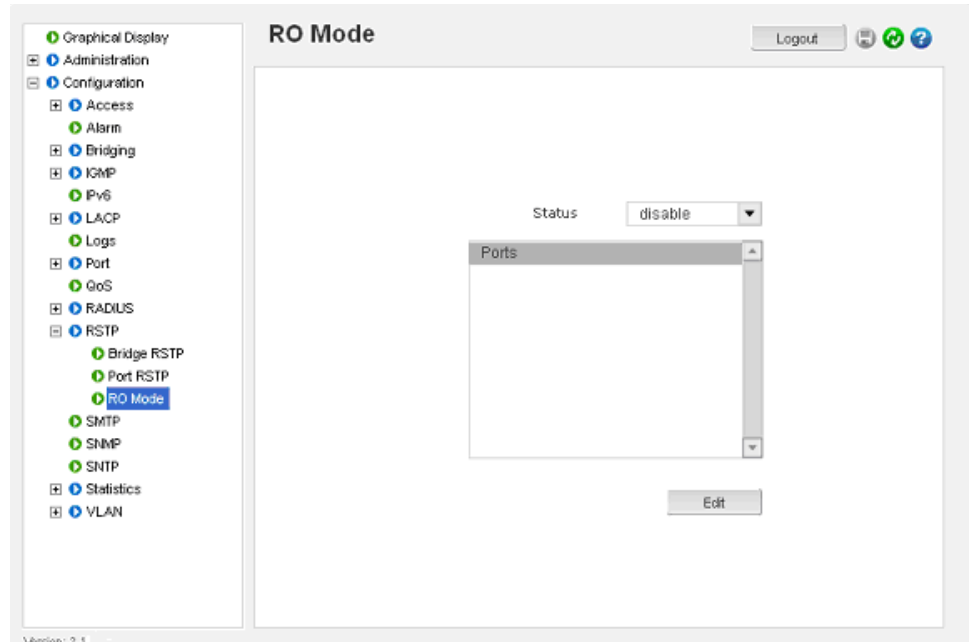 RO Mode
Logout
Graphical Display
Administration
Configuration
Access
Alarm
Bridging
IGMP
IPv6
LACP
Logs
Port
QoS
RADIUS
RSTP
Bridge RSTP
Port RSTP
RO Mode
SMTP
SNMP
SNTP
Statistics
VLAN
Status
disable
Ports
Edit